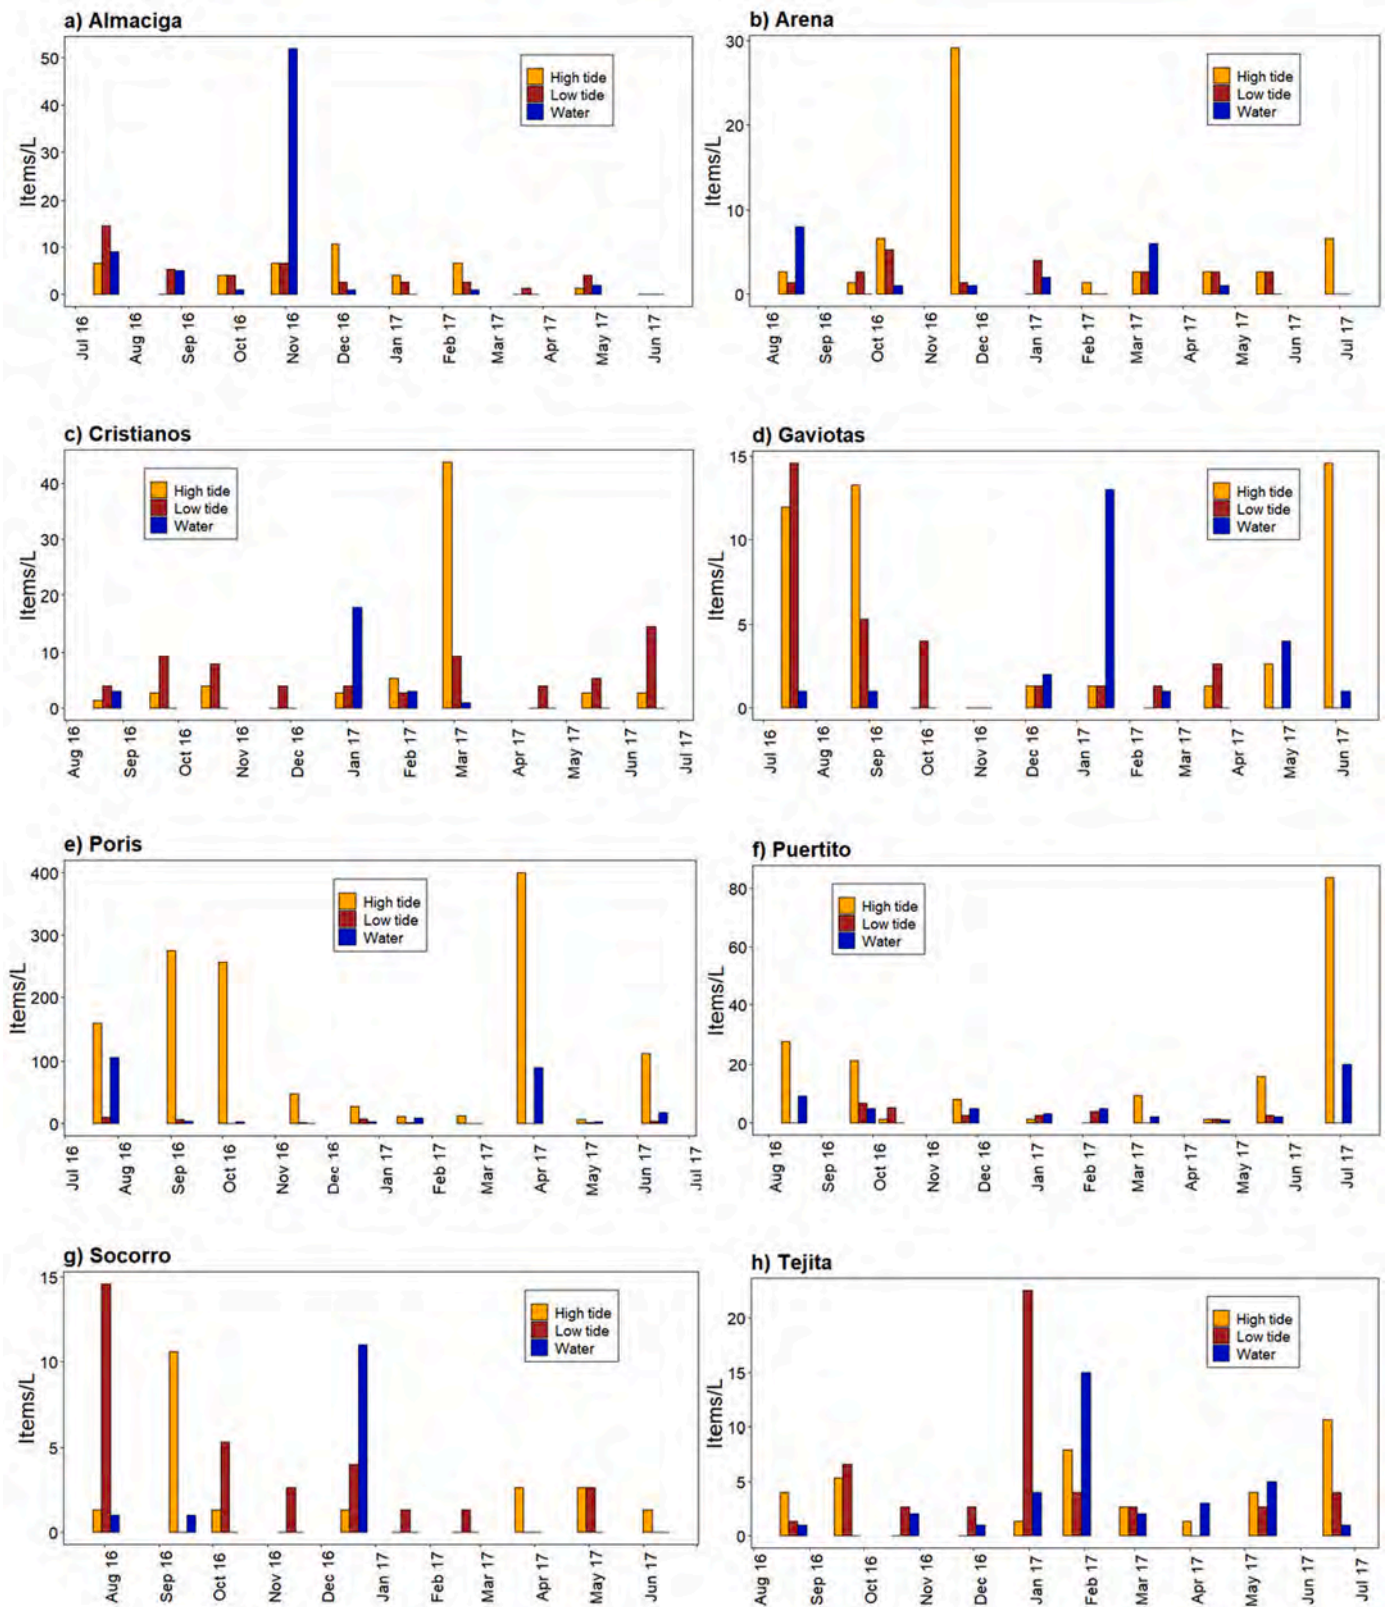 a) Almaciga
Items/L
50
40
30
20
10
0
High tide
Low tide
Water
Jul 16
Aug 16
Sep 16
Oct 16
Nov 16
Dec 16
Jan 17
Feb 17
Mar 17
Apr 17
May 17
Jun 17
b) Arena
Items/L
30
20
10
0
High tide
Low tide
Water
Aug 16
Sep 16
Oct 16
Nov 16
Dec 16
Jan 17
Feb 17
Mar 17
Apr 17
May 17
Jun 17
Jul 17
c) Cristianos
Items/L
40
30
20
10
0
High tide
Low tide
Water
Aug 16
Sep 16
Oct 16
Nov 16
Dec 16
Jan 17
Feb 17
Mar 17
Apr 17
May 17
Jun 17
Jul 17
d) Gaviotas
Items/L
15
10
5
0
High tide
Low tide
Water
Jul 16
Aug 16
Sep 16
Oct 16
Nov 16
Dec 16
Jan 17
Feb 17
Mar 17
Apr 17
May 17
Jun 17
e) Poris
Items/L
400
300
200
100
0
High tide
Low tide
Water
Jul 16
Aug 16
Sep 16
Oct 16
Nov 16
Dec 16
Jan 17
Feb 17
Mar 17
Apr 17
May 17
Jun 17
Jul 17
f) Puertito
Items/L
80
60
40
20
0
High tide
Low tide
Water
Aug 16
Sep 16
Oct 16
Nov 16
Dec 16
Jan 17
Feb 17
Mar 17
Apr 17
May 17
Jun 17
Jul 17
g) Socorro
Items/L
15
10
5
0
High tide
Low tide
Water
Aug 16
Sep 16
Oct 16
Nov 16
Dec 16
Jan 17
Feb 17
Mar 17
Apr 17
May 17
Jun 17
h) Tejita
Items/L
20
15
10
5
0
High tide
Low tide
Water
Aug 16
Sep 16
Oct 16
Nov 16
Dec 16
Jan 17
Feb 17
Mar 17
Apr 17
May 17
Jun 17
Jul 17